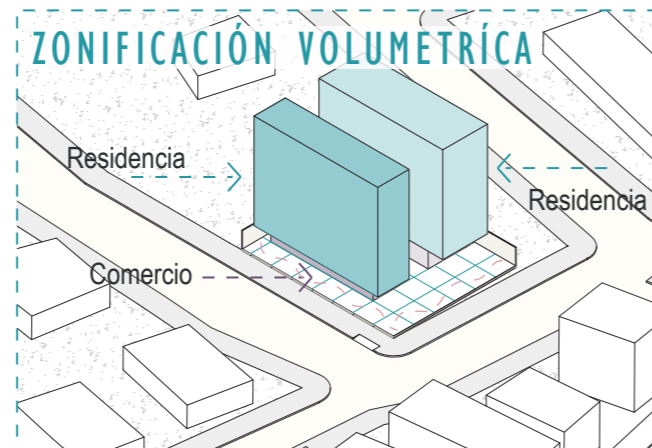 ZONIFICACIÓN VOLUMETRÍCA
Residencia
Residencia
Comercio